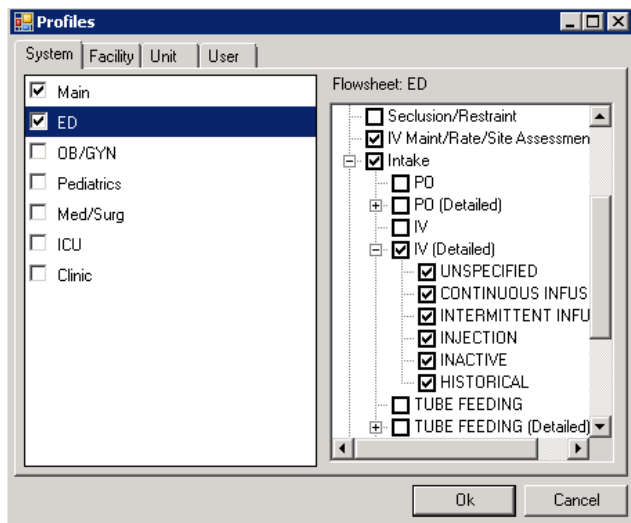 Profiles
System Facility Unit User
Main
ED
OB/GYN
Pediatrics
Med/Surg
ICU
Clinic
Flowsheet: ED
Seclusion/Restraint
IV Maint/Rate/Site Assessmen
Intake
PO
PO (Detailed)
IV
IV (Detailed)
UNSPECIFIED
CONTINUOUS INFUS
INTERMITTENT INFU
INJECTION
INACTIVE
HISTORICAL
TUBE FEEDING
TUBE FEEDING (Detailed)
Ok Cancel